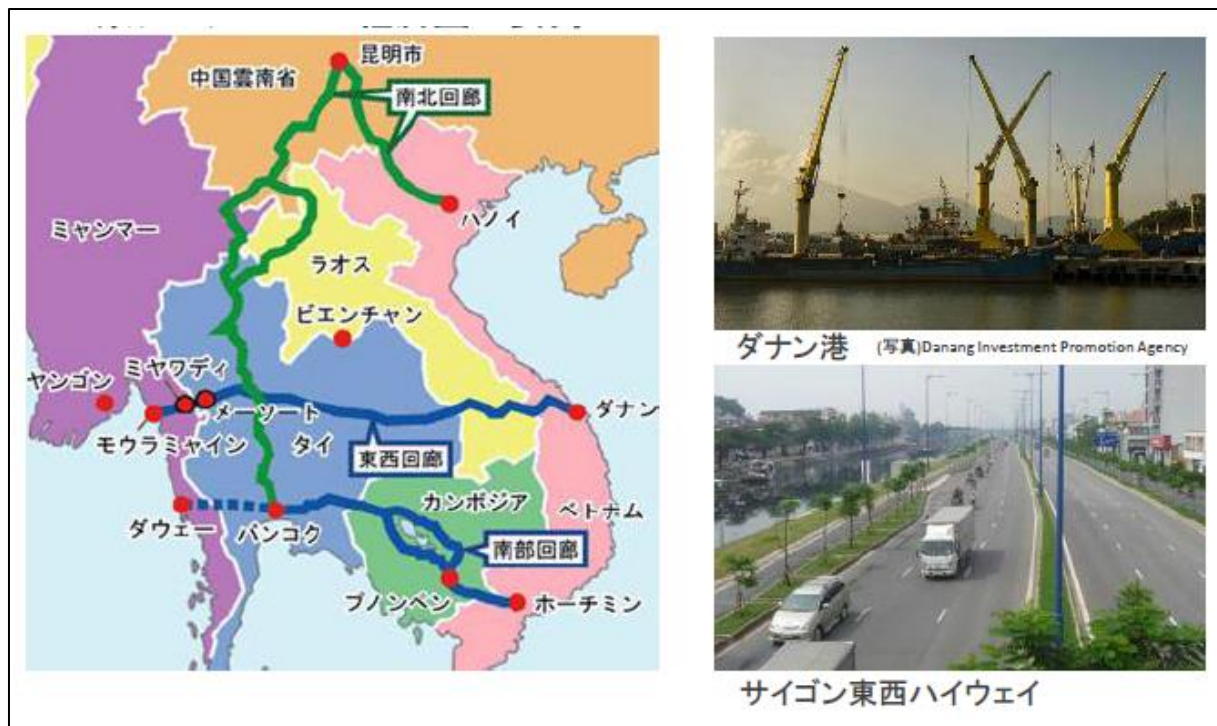 昆明市
中国雲南省
南北回廊
ハノイ
ミャンマー
ラオス
ビエンチャン
ミヤワディ
ヤンゴン
メーソート
ダナン
モウラミャイン
タイ
東西回廊
カンボジア
ベトナム
ダウェー
バンコク
南部回廊
プノンペン
ホーチミン
ダナン港 (写真)Danang Investment Promotion Agency
サイゴン東西ハイウェイ